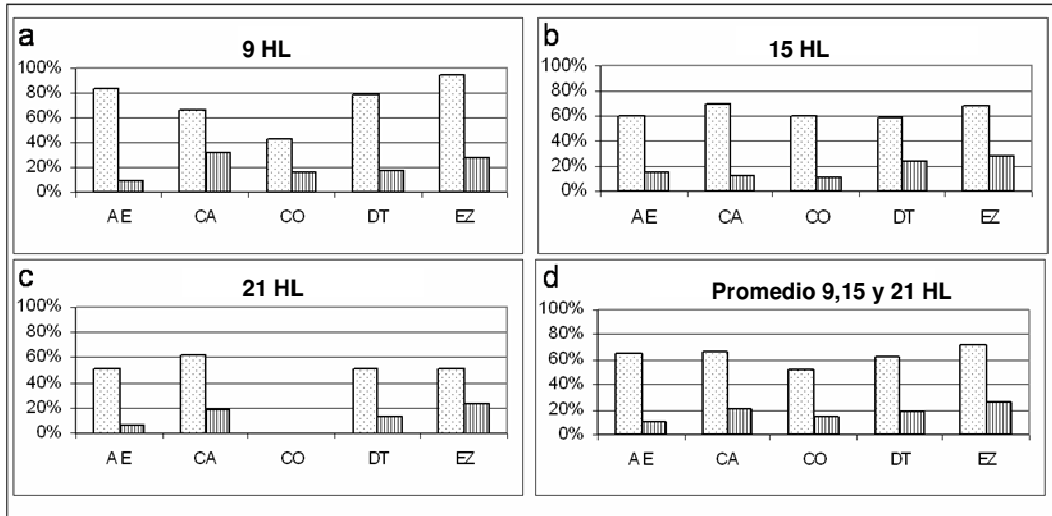 a
9 HL
100%
80%
60%
40%
20%
0%
AE
CA
CO
DT
EZ
b
15 HL
100%
80%
60%
40%
20%
0%
AE
CA
CO
DT
EZ
c
21 HL
100%
80%
60%
40%
20%
0%
AE
CA
CO
DT
EZ
d
Promedio 9,15 y 21 HL
100%
80%
60%
40%
20%
0%
AE
CA
CO
DT
EZ